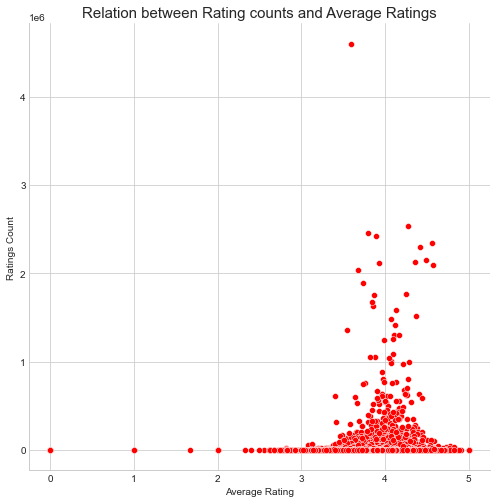 Relation between Rating counts and Average Ratings
1e6
4
3
2
1
0
Ratings Count
0 1 2 3 4 5
Average Rating